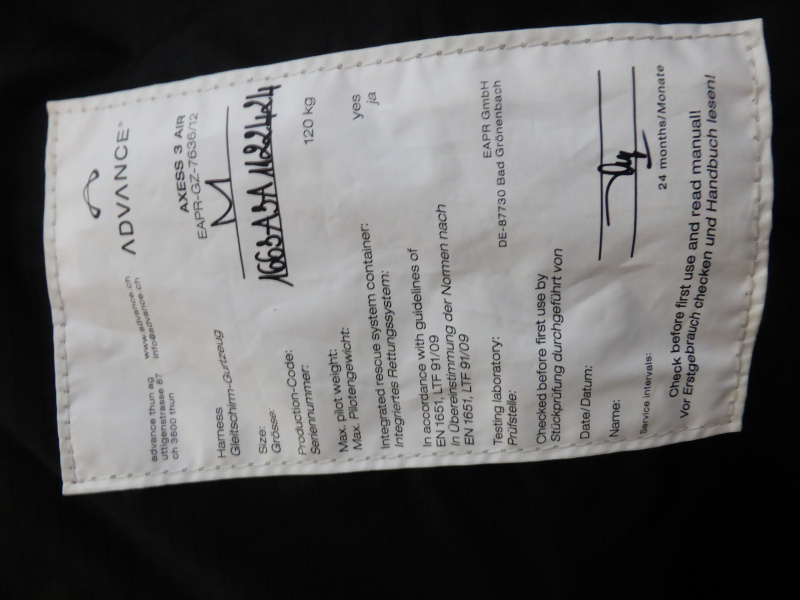 ADVANCE
advance thun ag www.advance.ch
uttigenstrasse 87 info@advance.ch
ch 3600 thun
Harness AXESS 3 AIR
Gleitschirm-Gurtzeug EAPR-GZ-7636/12
Size: M
Grösse:
Production-Code: 1663A3A11622424
Seriennummer:
Max. pilot weight: 120 kg
Max. Pilotengewicht:
Integrated rescue system container: yes
Integriertes Rettungssystem: ja
In accordance with guidelines of
EN 1651, LTF 91/09
In Übereinstimmung der Normen nach
EN 1651, LTF 91/09
Testing laboratory: EAPR GmbH
Prüfstelle: DE-87730 Bad Grönenbach
Checked before first use by
Stückprüfung durchgeführt von
Date/Datum:
Name:
Service intervals: 24 months/Monate
Check before first use and read manual!
Vor Erstgebrauch checken und Handbuch lesen!